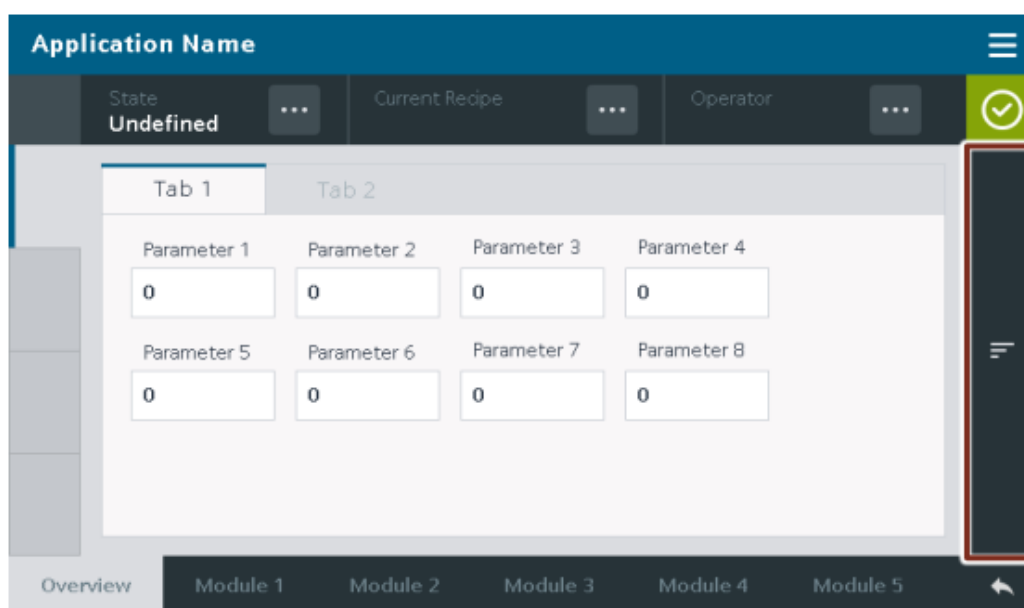 Application Name
State
Undefined
...
Current Recipe
...
Operator
...
Tab 1
Tab 2
Parameter 1
Parameter 2
Parameter 3
Parameter 4
0
0
0
0
Parameter 5
Parameter 6
Parameter 7
Parameter 8
0
0
0
0
Overview
Module 1
Module 2
Module 3
Module 4
Module 5